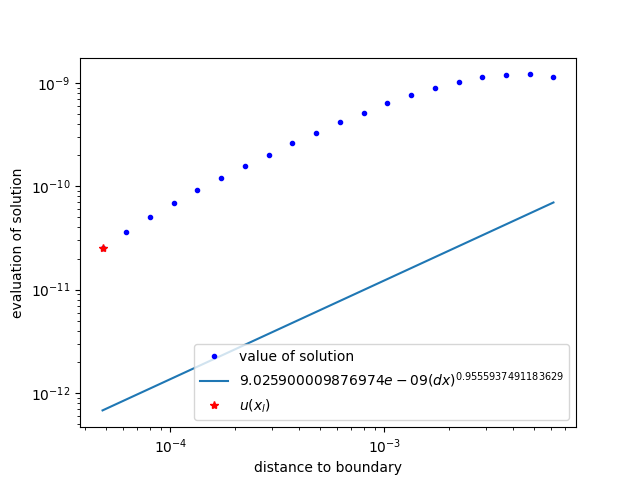 10⁻⁹
10⁻¹⁰
10⁻¹¹
10⁻¹²
evaluation of solution
value of solution
9.025900009876974e − 09(dx)^0.9555937491183629
u(x_l)
10⁻⁴
10⁻³
distance to boundary